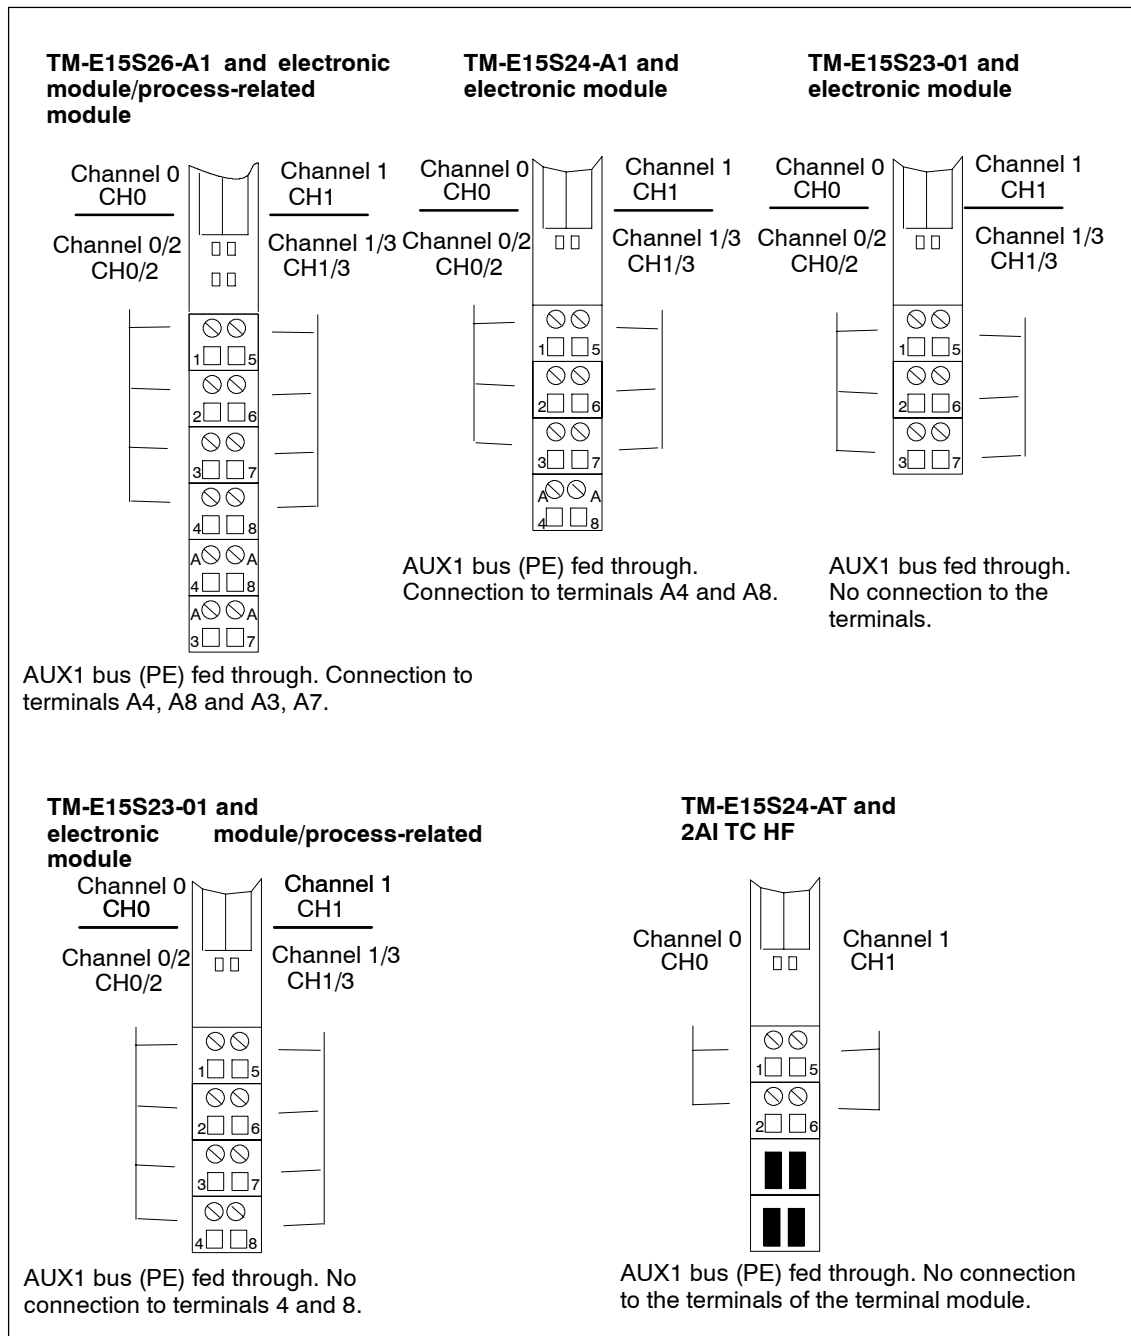 TM-E15S26-A1 and electronic
module/process-related
module
Channel 0
CH0
Channel 1
CH1
Channel 0/2
CH0/2
Channel 1/3
CH1/3
1 5
2 6
3 7
4 8
A A
4 8
A A
3 7
AUX1 bus (PE) fed through. Connection to
terminals A4, A8 and A3, A7.
TM-E15S24-A1 and
electronic module
Channel 0
CH0
Channel 1
CH1
Channel 0/2
CH0/2
Channel 1/3
CH1/3
1 5
2 6
3 7
A A
4 8
AUX1 bus (PE) fed through.
Connection to terminals A4 and A8.
TM-E15S23-01 and
electronic module
Channel 0
CH0
Channel 1
CH1
Channel 0/2
CH0/2
Channel 1/3
CH1/3
1 5
2 6
3 7
AUX1 bus fed through.
No connection to the
terminals.
TM-E15S23-01 and
electronic module/process-related
module
Channel 0
CH0
Channel 1
CH1
Channel 0/2
CH0/2
Channel 1/3
CH1/3
1 5
2 6
3 7
4 8
AUX1 bus (PE) fed through. No
connection to terminals 4 and 8.
TM-E15S24-AT and
2AI TC HF
Channel 0
CH0
Channel 1
CH1
1 5
2 6
AUX1 bus (PE) fed through. No connection
to the terminals of the terminal module.